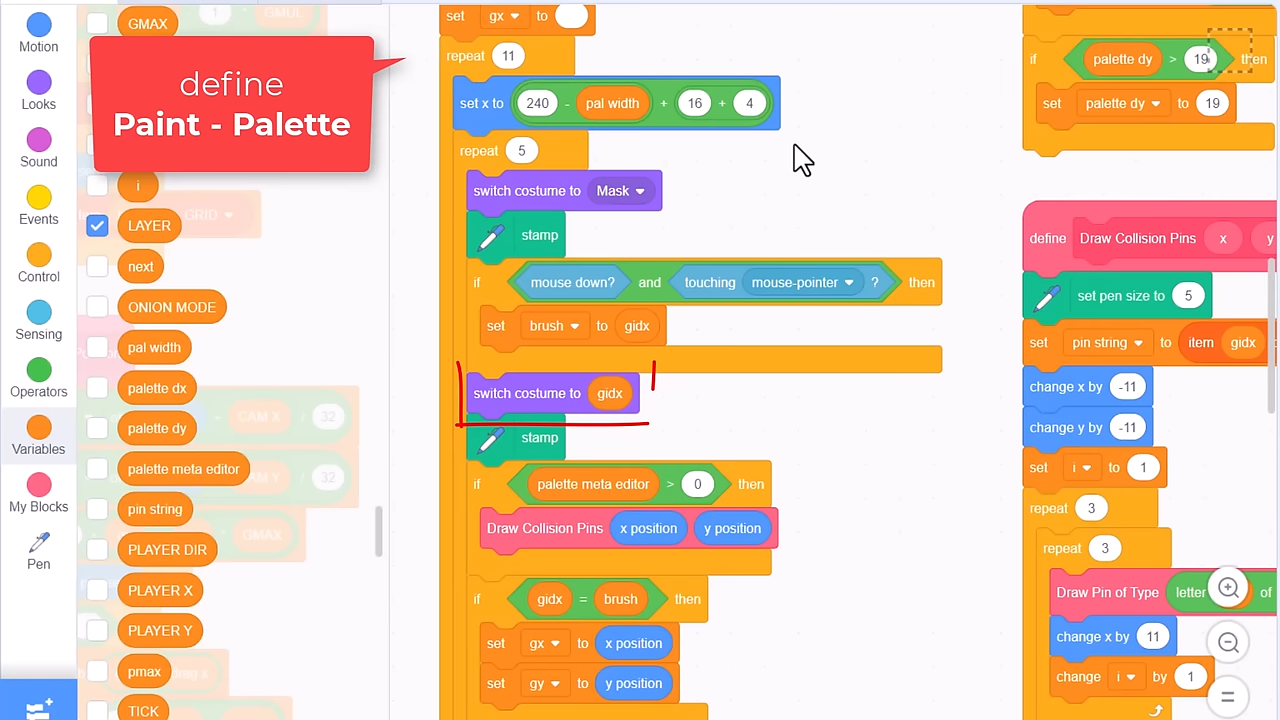 define
Paint - Palette
Motion
Looks
Sound
Events
Control
Sensing
Operators
Variables
My Blocks
Pen
GMAX
i
LAYER
next
ONION MODE
pal width
palette dx
palette dy
palette meta editor
pin string
PLAYER DIR
PLAYER X
PLAYER Y
pmax
TICK
GRID
CAM X / 32
CAM Y / 32
GMAX
set gx to
repeat 11
set x to 240 - pal width + 16 + 4
repeat 5
switch costume to Mask
stamp
if mouse down? and touching mouse-pointer ? then
set brush to gidx
switch costume to gidx
stamp
if palette meta editor > 0 then
Draw Collision Pins x position y position
if gidx = brush then
set gx to x position
set gy to y position
if palette dy > 19 then
set palette dy to 19
define Draw Collision Pins x y
set pen size to 5
set pin string to item gidx
change x by -11
change y by -11
set i to 1
repeat 3
repeat 3
Draw Pin of Type letter of
change x by 11
change i by 1